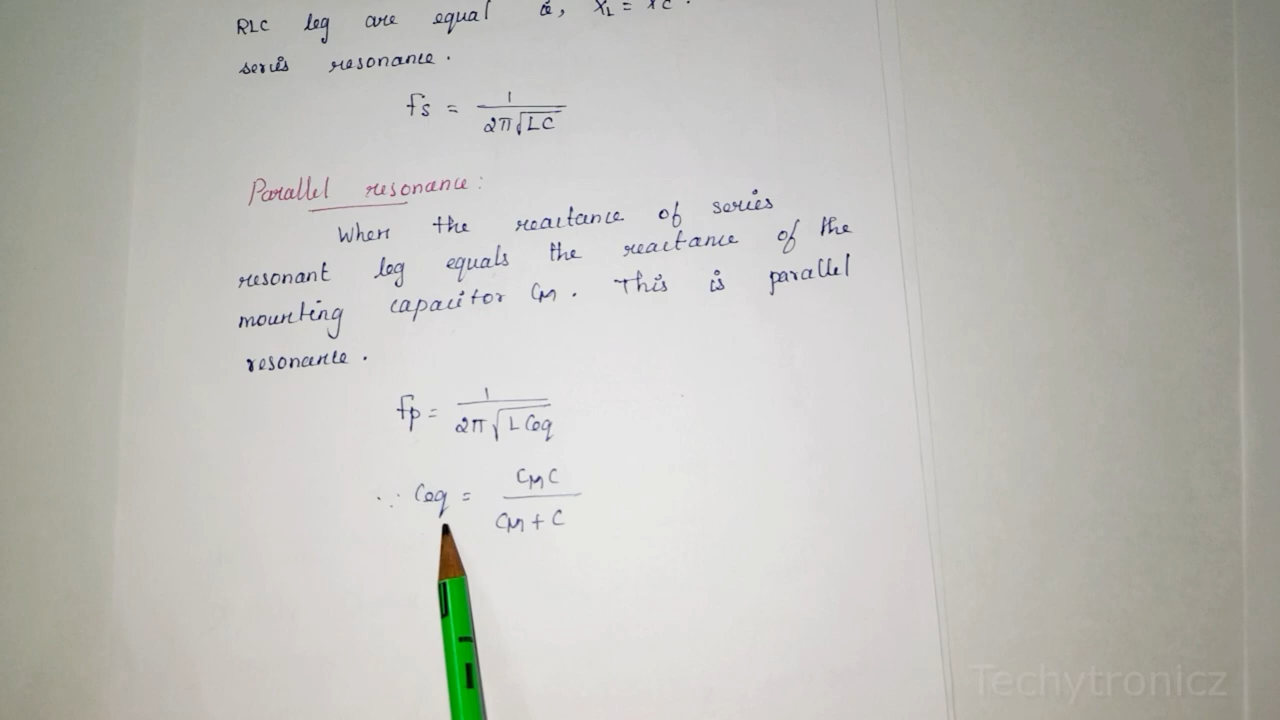 RLC leg are equal ie, XL = XC.
series resonance.
fs = 1 / 2π√LC
Parallel resonance:
When the reactance of series
resonant leg equals the reactance of the
mounting capacitor CM. This is parallel
resonance.
fp = 1 / 2π√L Ceq
∵ Ceq = CMC / CM + C
Techytronicz